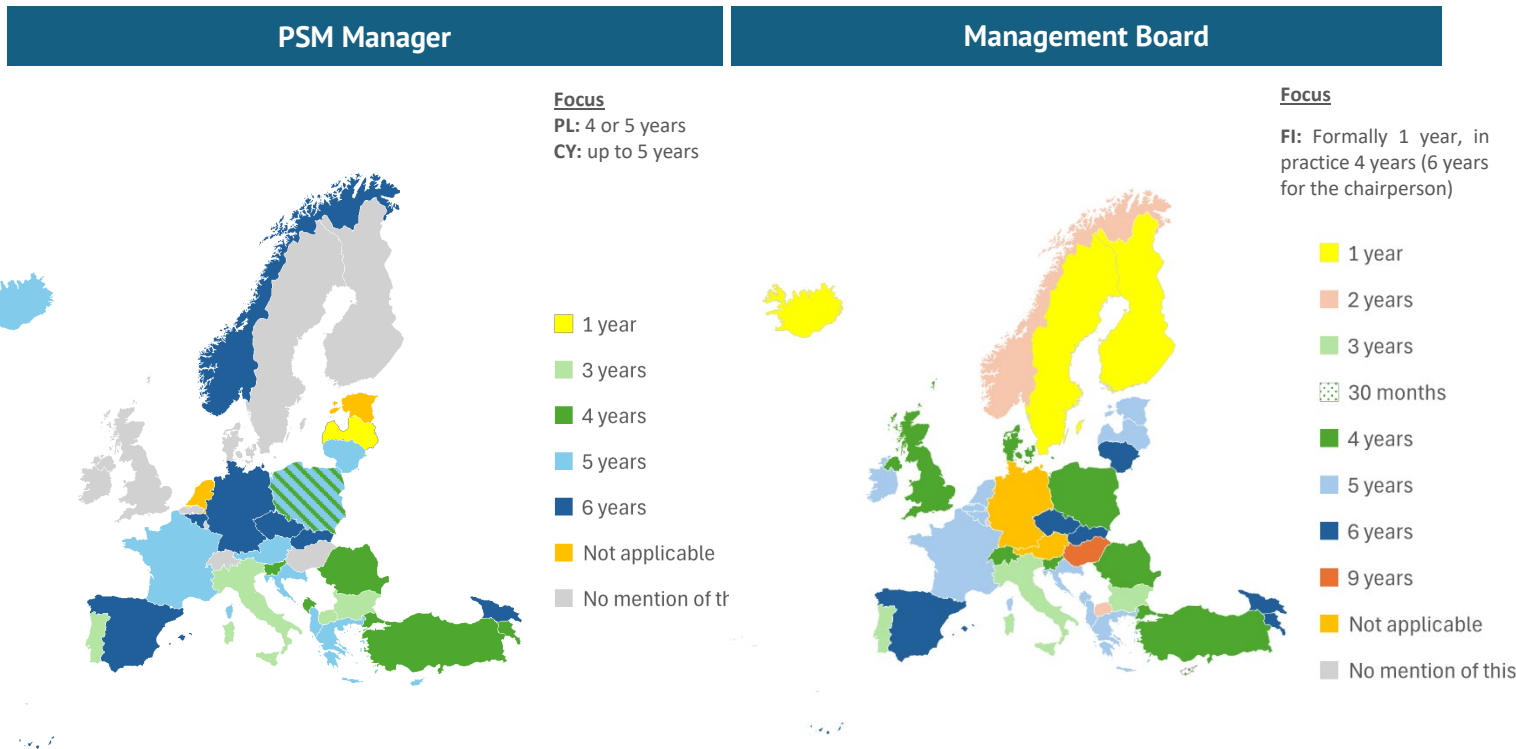 PSM Manager
Focus
PL: 4 or 5 years
CY: up to 5 years
1 year
3 years
4 years
5 years
6 years
Not applicable
No mention of th
Management Board
Focus
FI: Formally 1 year, in
practice 4 years (6 years
for the chairperson)
1 year
2 years
3 years
30 months
4 years
5 years
6 years
9 years
Not applicable
No mention of this